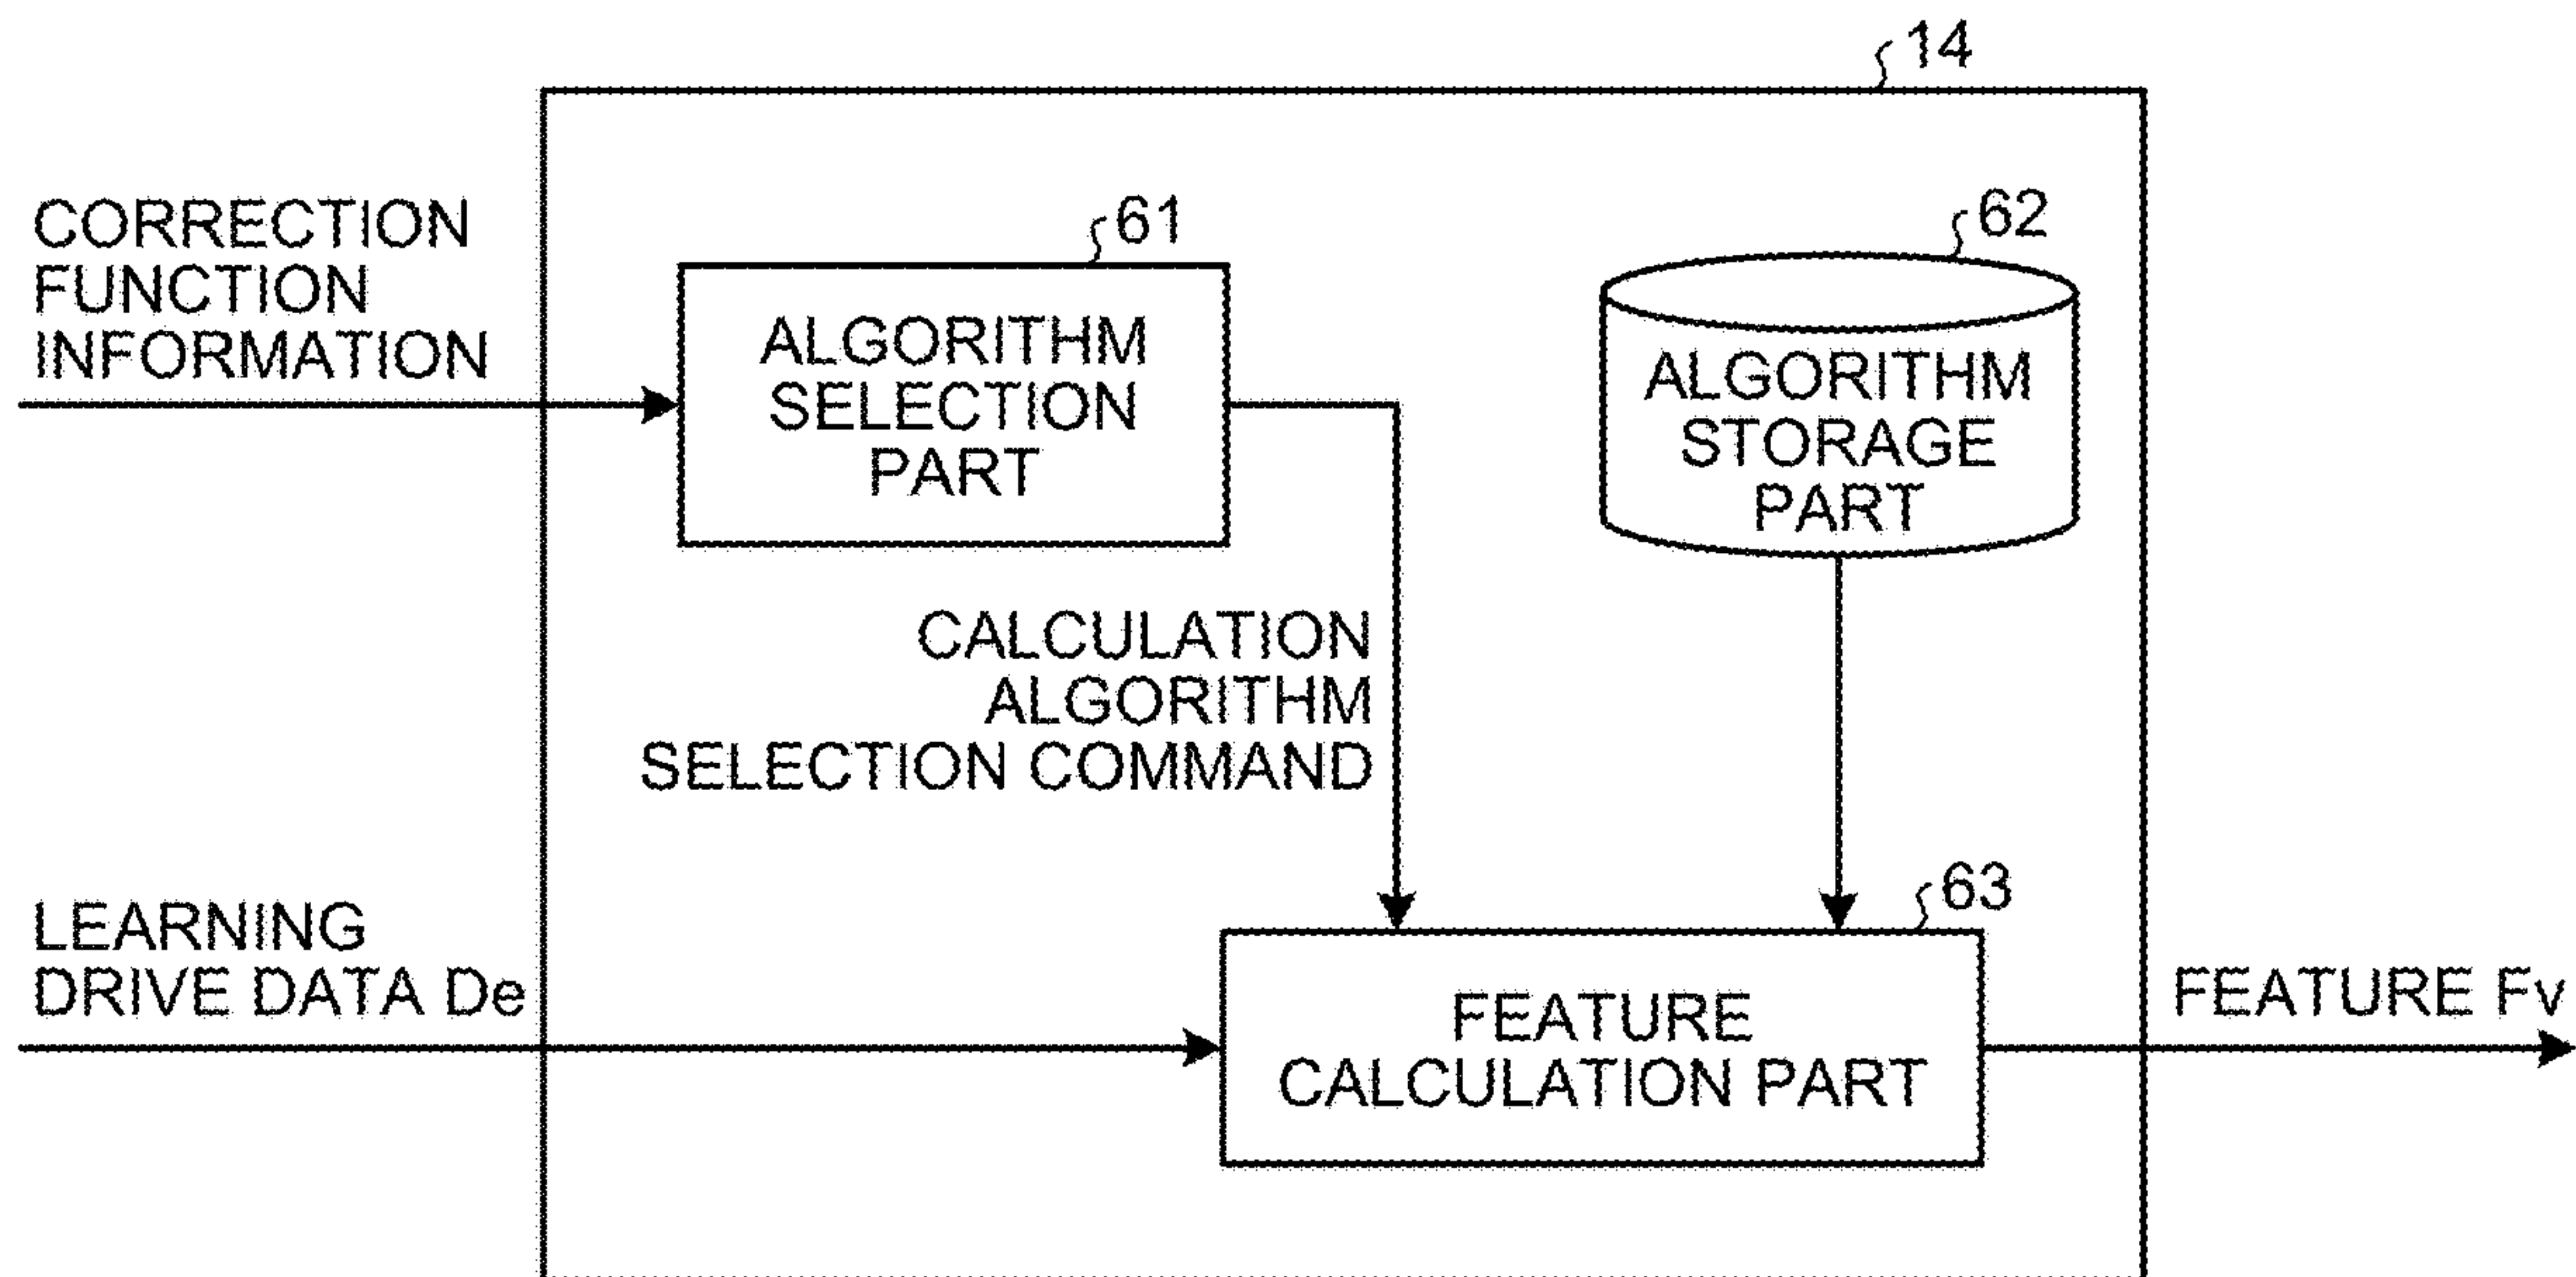 14
CORRECTION
FUNCTION
INFORMATION
61
ALGORITHM
SELECTION
PART
62
ALGORITHM
STORAGE
PART
CALCULATION
ALGORITHM
SELECTION COMMAND
LEARNING
DRIVE DATA De
63
FEATURE
CALCULATION PART
FEATURE Fv